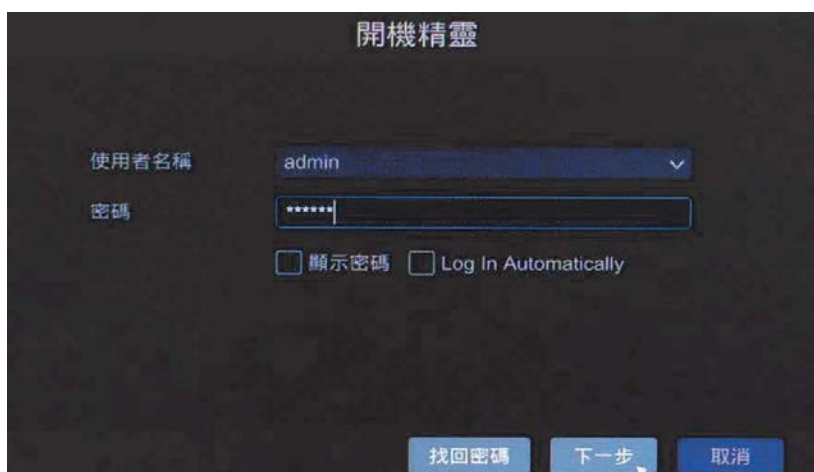 開機精靈
使用者名稱 admin
密碼 ******
顯示密碼 Log In Automatically
找回密碼 下一步 取消